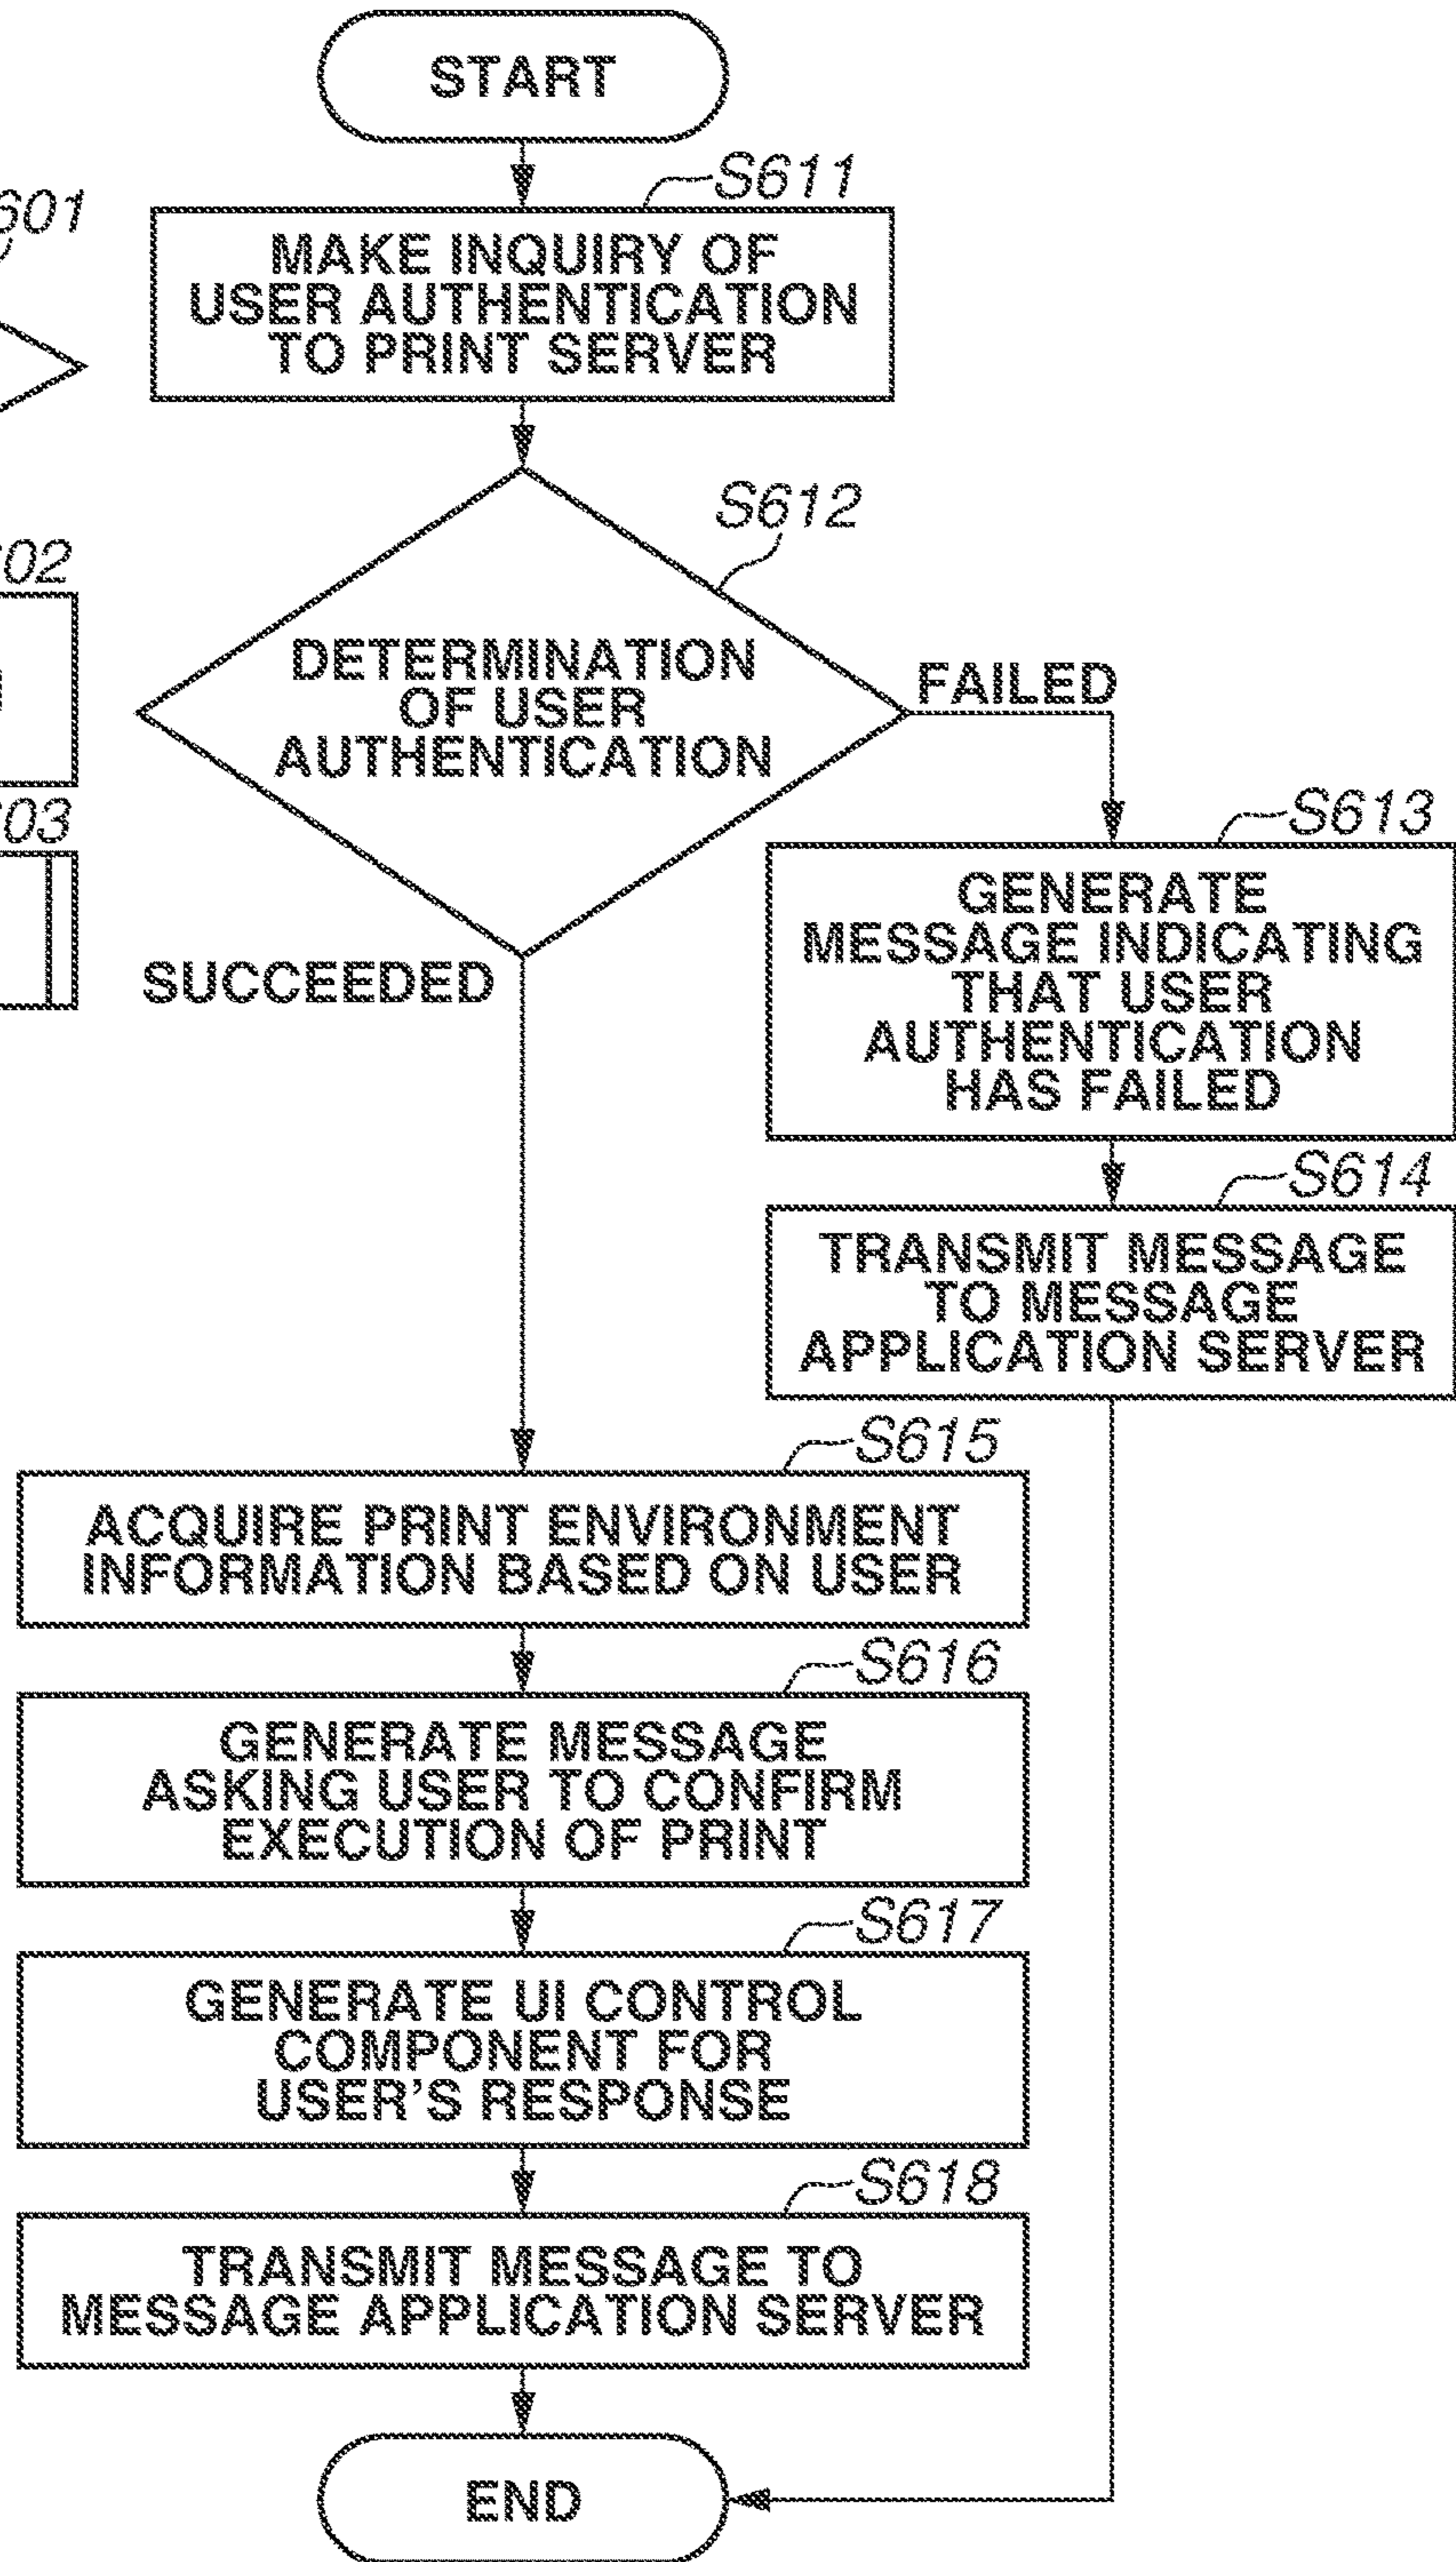 START
S611
MAKE INQUIRY OF
USER AUTHENTICATION
TO PRINT SERVER
601
S612
02
DETERMINATION
OF USER
AUTHENTICATION
FAILED
03
SUCCEEDED
S613
GENERATE
MESSAGE INDICATING
THAT USER
AUTHENTICATION
HAS FAILED
S614
TRANSMIT MESSAGE
TO MESSAGE
APPLICATION SERVER
S615
ACQUIRE PRINT ENVIRONMENT
INFORMATION BASED ON USER
S616
GENERATE MESSAGE
ASKING USER TO CONFIRM
EXECUTION OF PRINT
S617
GENERATE UI CONTROL
COMPONENT FOR
USER'S RESPONSE
S618
TRANSMIT MESSAGE TO
MESSAGE APPLICATION SERVER
END